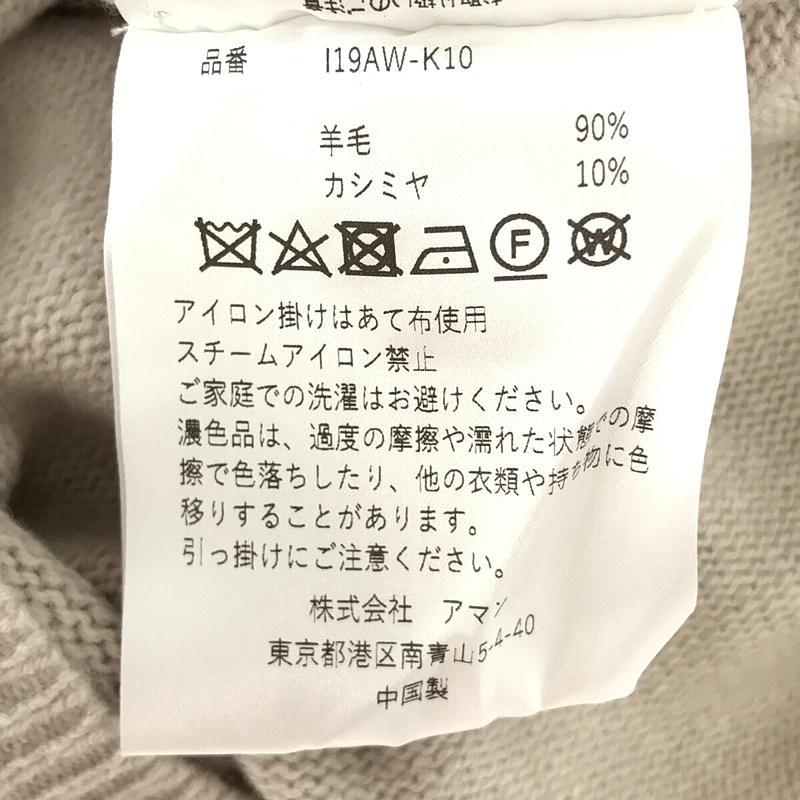 品番 I19AW-K10
羊毛 90%
カシミヤ 10%
F W
アイロン掛けはあて布使用
スチームアイロン禁止
ご家庭での洗濯はお避けください。
濃色品は、過度の摩擦や濡れた状態での摩
擦で色落ちしたり、他の衣類や持ち物に色
移りすることがあります。
引っ掛けにご注意ください。
株式会社 アマン
東京都港区南青山5-4-40
中国製